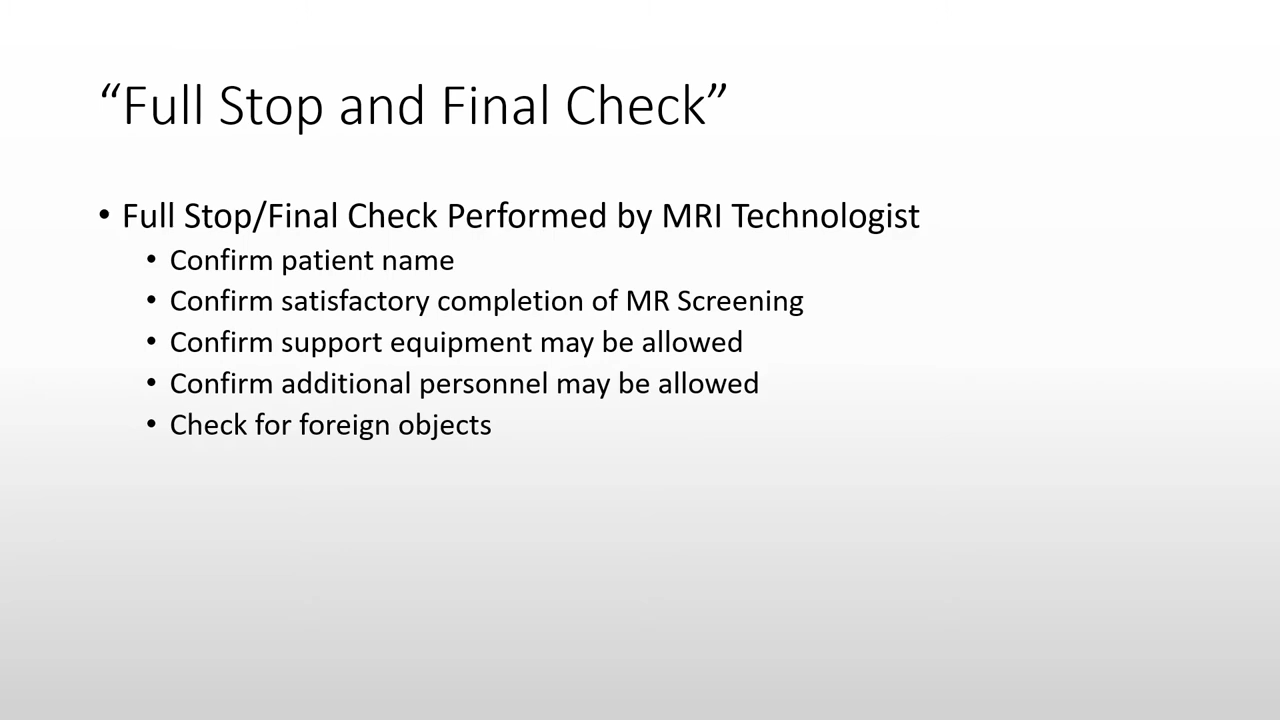 “Full Stop and Final Check”
• Full Stop/Final Check Performed by MRI Technologist
• Confirm patient name
• Confirm satisfactory completion of MR Screening
• Confirm support equipment may be allowed
• Confirm additional personnel may be allowed
• Check for foreign objects